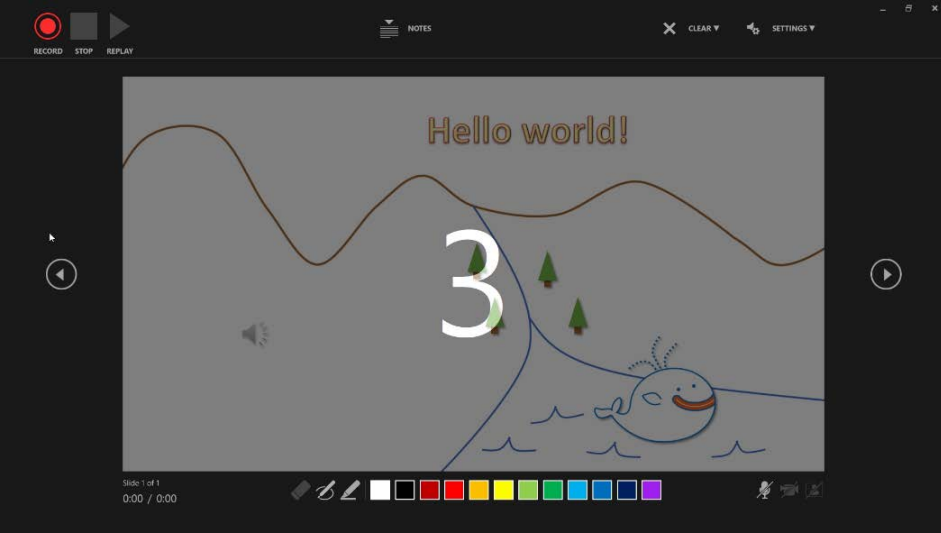 NOTES
CLEAR
SETTINGS
RECORD STOP REPLAY
Hello world!
3
Slide 1 of 1
0:00 / 0:00